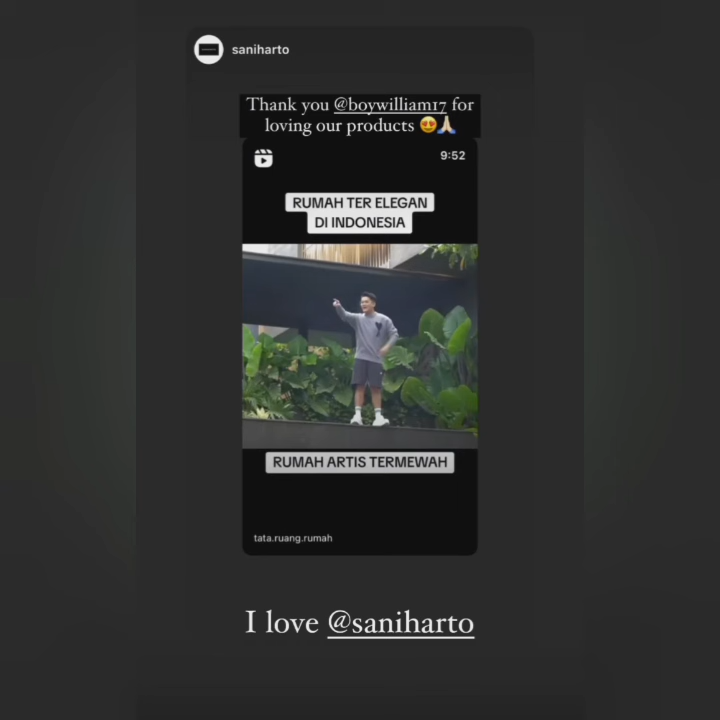 saniharto
Thank you @boywilliam17 for
loving our products 😍🙏🏼
9:52
RUMAH TER ELEGAN
DI INDONESIA
RUMAH ARTIS TERMEWAH
tata.ruang.rumah
I love @saniharto